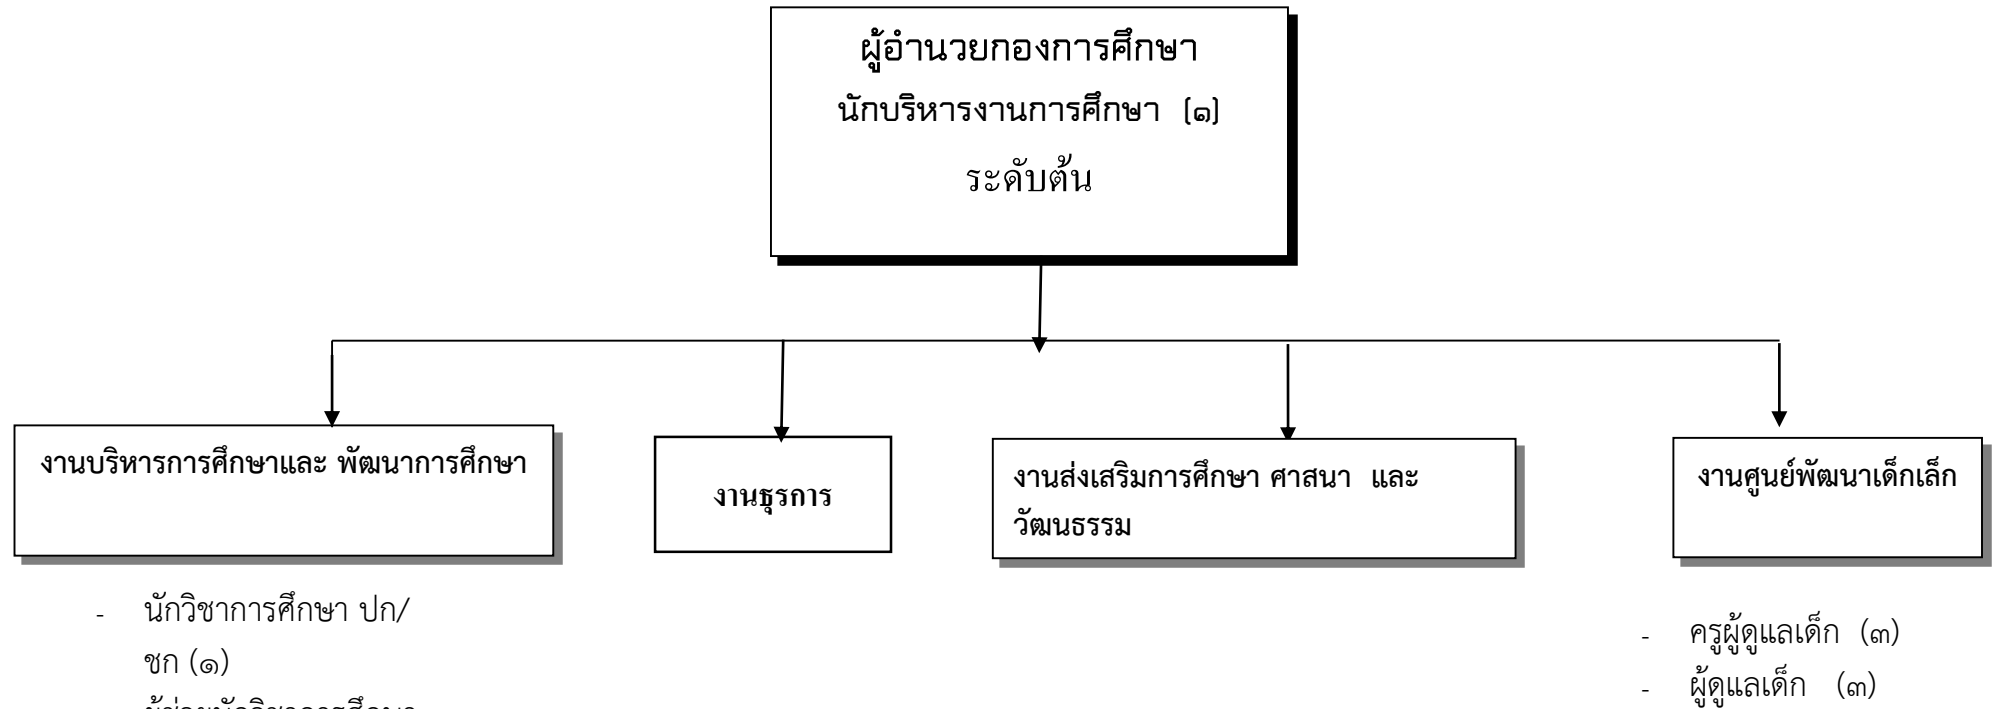 ผู้อำนวยกองการศึกษา
นักบริหารงานการศึกษา (๑)
ระดับต้น
งานบริหารการศึกษาและ พัฒนาการศึกษา
งานธุรการ
งานส่งเสริมการศึกษา ศาสนา และ
วัฒนธรรม
งานศูนย์พัฒนาเด็กเล็ก
- นักวิชาการศึกษา ปก/
ชก (๑)
- ครูผู้ดูแลเด็ก (๓)
- ผู้ดูแลเด็ก (๓)